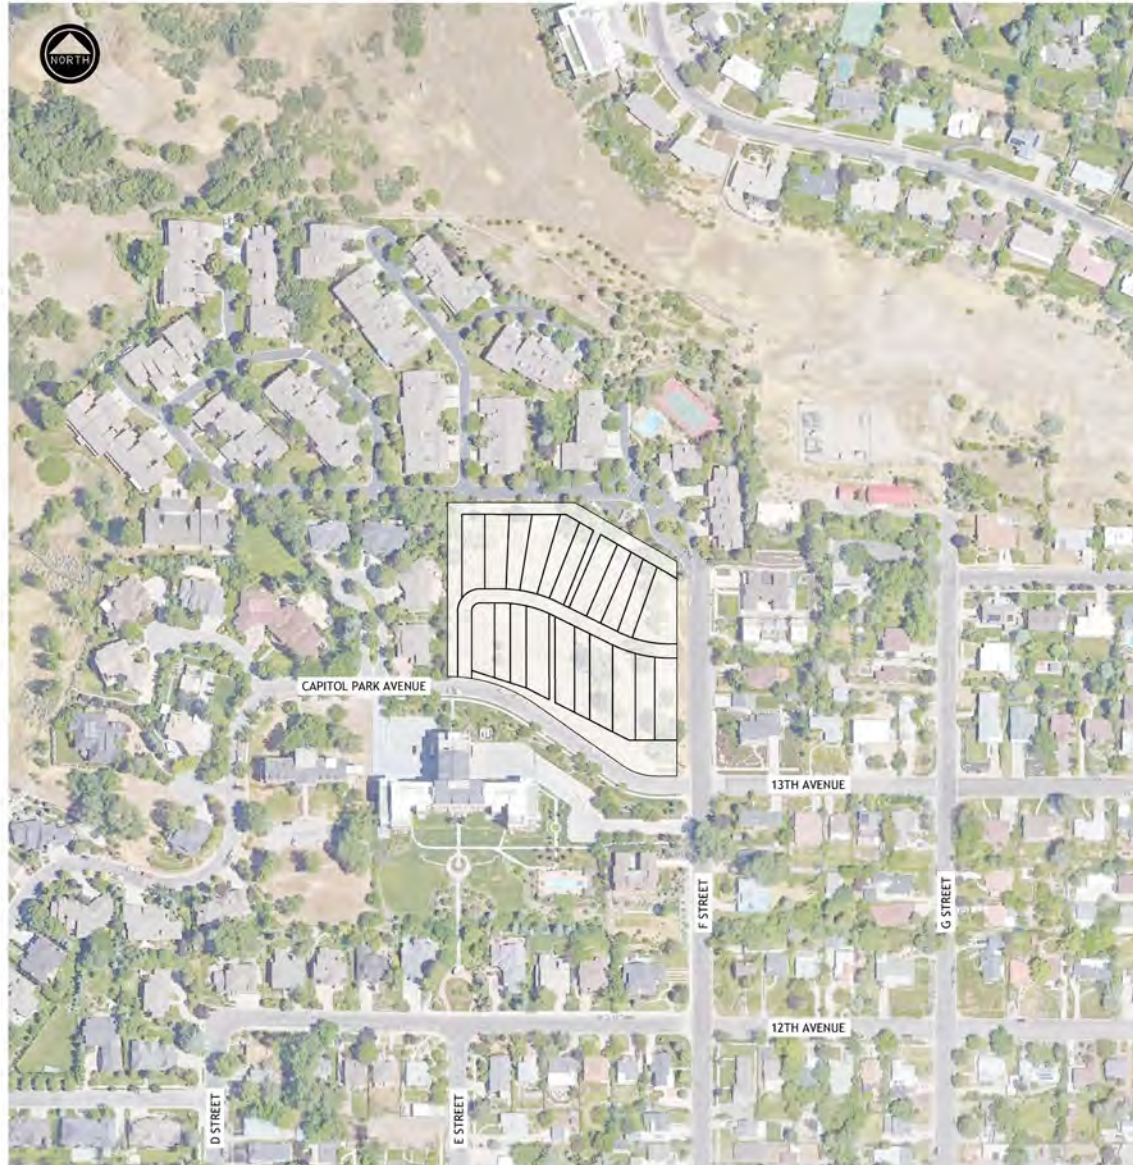 NORTH
CAPITOL PARK AVENUE
13TH AVENUE
F STREET
G STREET
12TH AVENUE
D STREET
E STREET